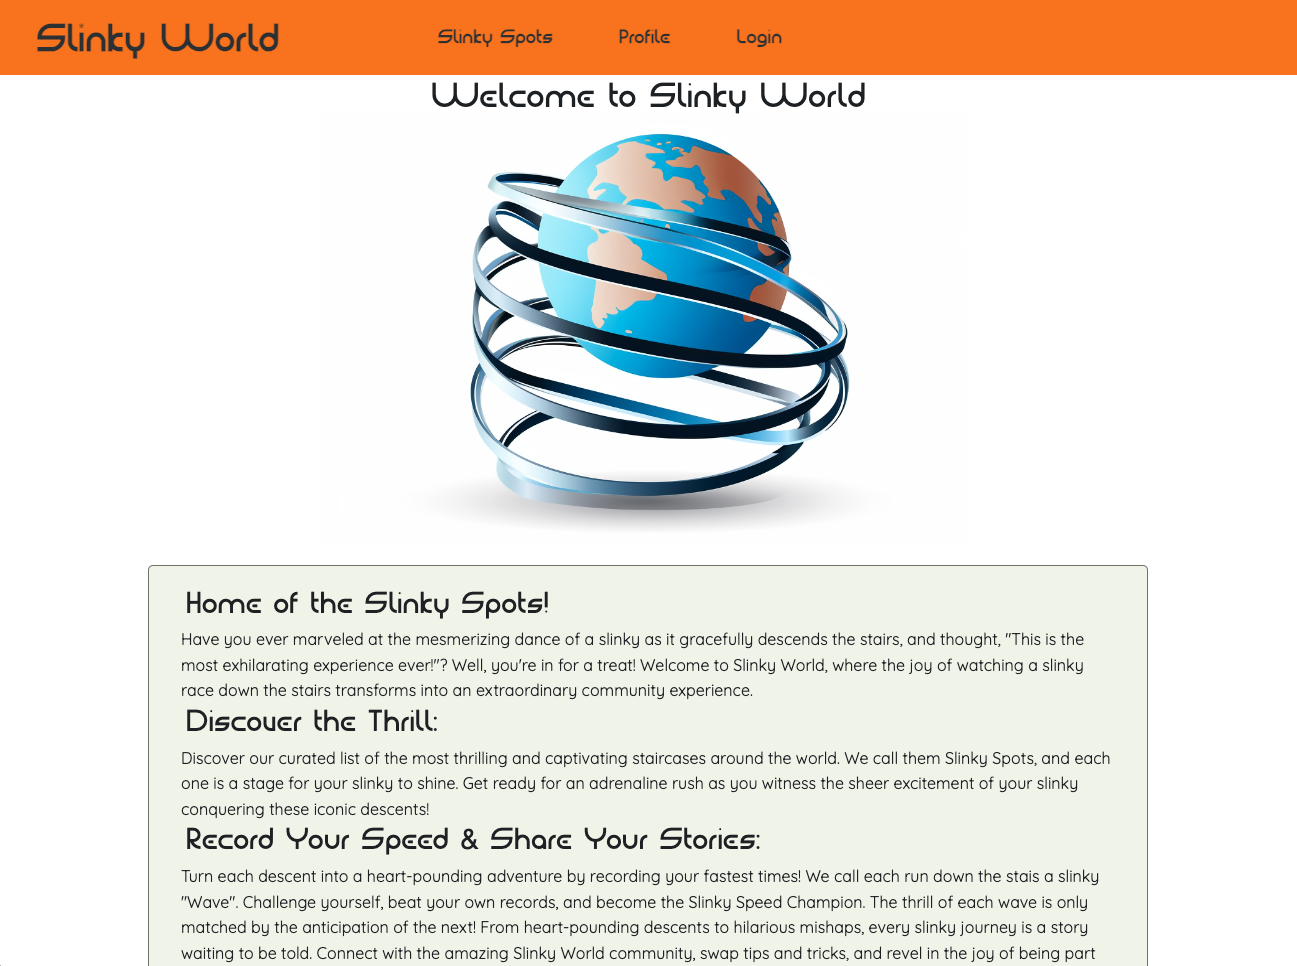 Slinky World
Slinky Spots Profile Login
Welcome to Slinky World
Home of the Slinky Spots!
Have you ever marveled at the mesmerizing dance of a slinky as it gracefully descends the stairs, and thought, "This is the
most exhilarating experience ever!"? Well, you're in for a treat! Welcome to Slinky World, where the joy of watching a slinky
race down the stairs transforms into an extraordinary community experience.
Discover the Thrill:
Discover our curated list of the most thrilling and captivating staircases around the world. We call them Slinky Spots, and each
one is a stage for your slinky to shine. Get ready for an adrenaline rush as you witness the sheer excitement of your slinky
conquering these iconic descents!
Record Your Speed & Share Your Stories:
Turn each descent into a heart-pounding adventure by recording your fastest times! We call each run down the stais a slinky
"Wave". Challenge yourself, beat your own records, and become the Slinky Speed Champion. The thrill of each wave is only
matched by the anticipation of the next! From heart-pounding descents to hilarious mishaps, every slinky journey is a story
waiting to be told. Connect with the amazing Slinky World community, swap tips and tricks, and revel in the joy of being part